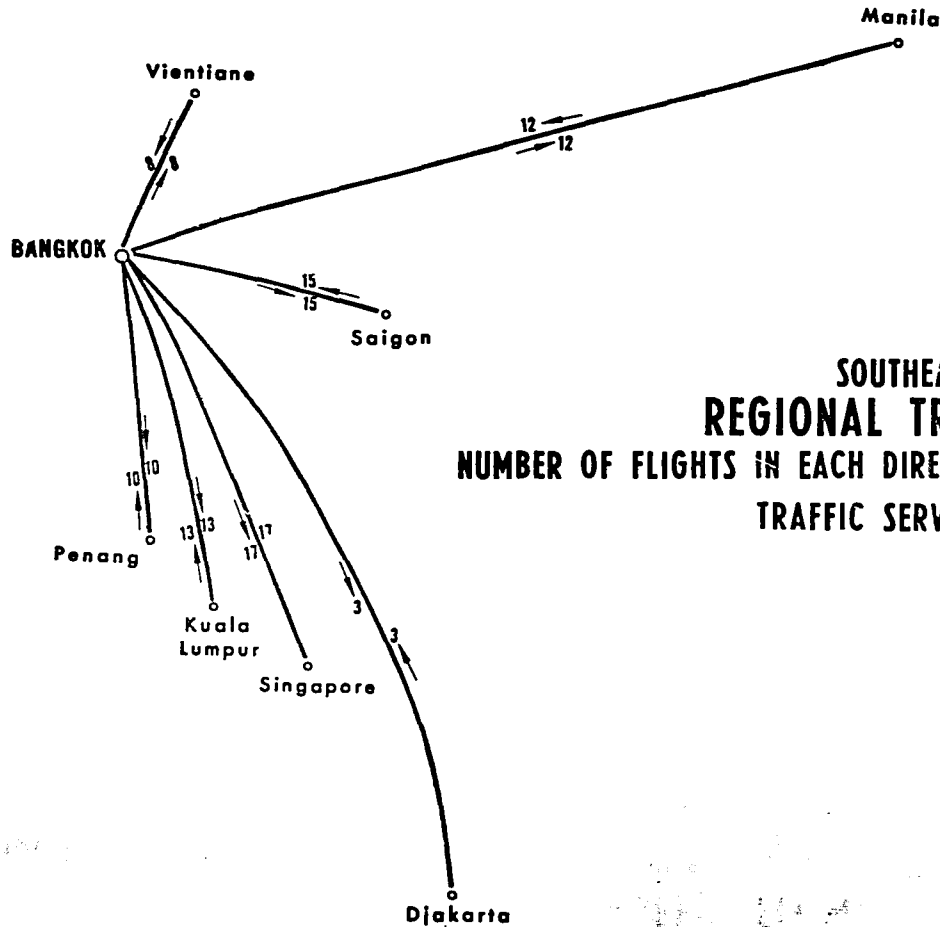 Manila
Vientiane
12
12
8 8
BANGKOK
15
15
Saigon
SOUTHEA
REGIONAL TR
NUMBER OF FLIGHTS IN EACH DIRE
TRAFFIC SERV
10 10
13 13
17 17
Penang
3
3
Kuala
Lumpur
Singapore
Djakarta